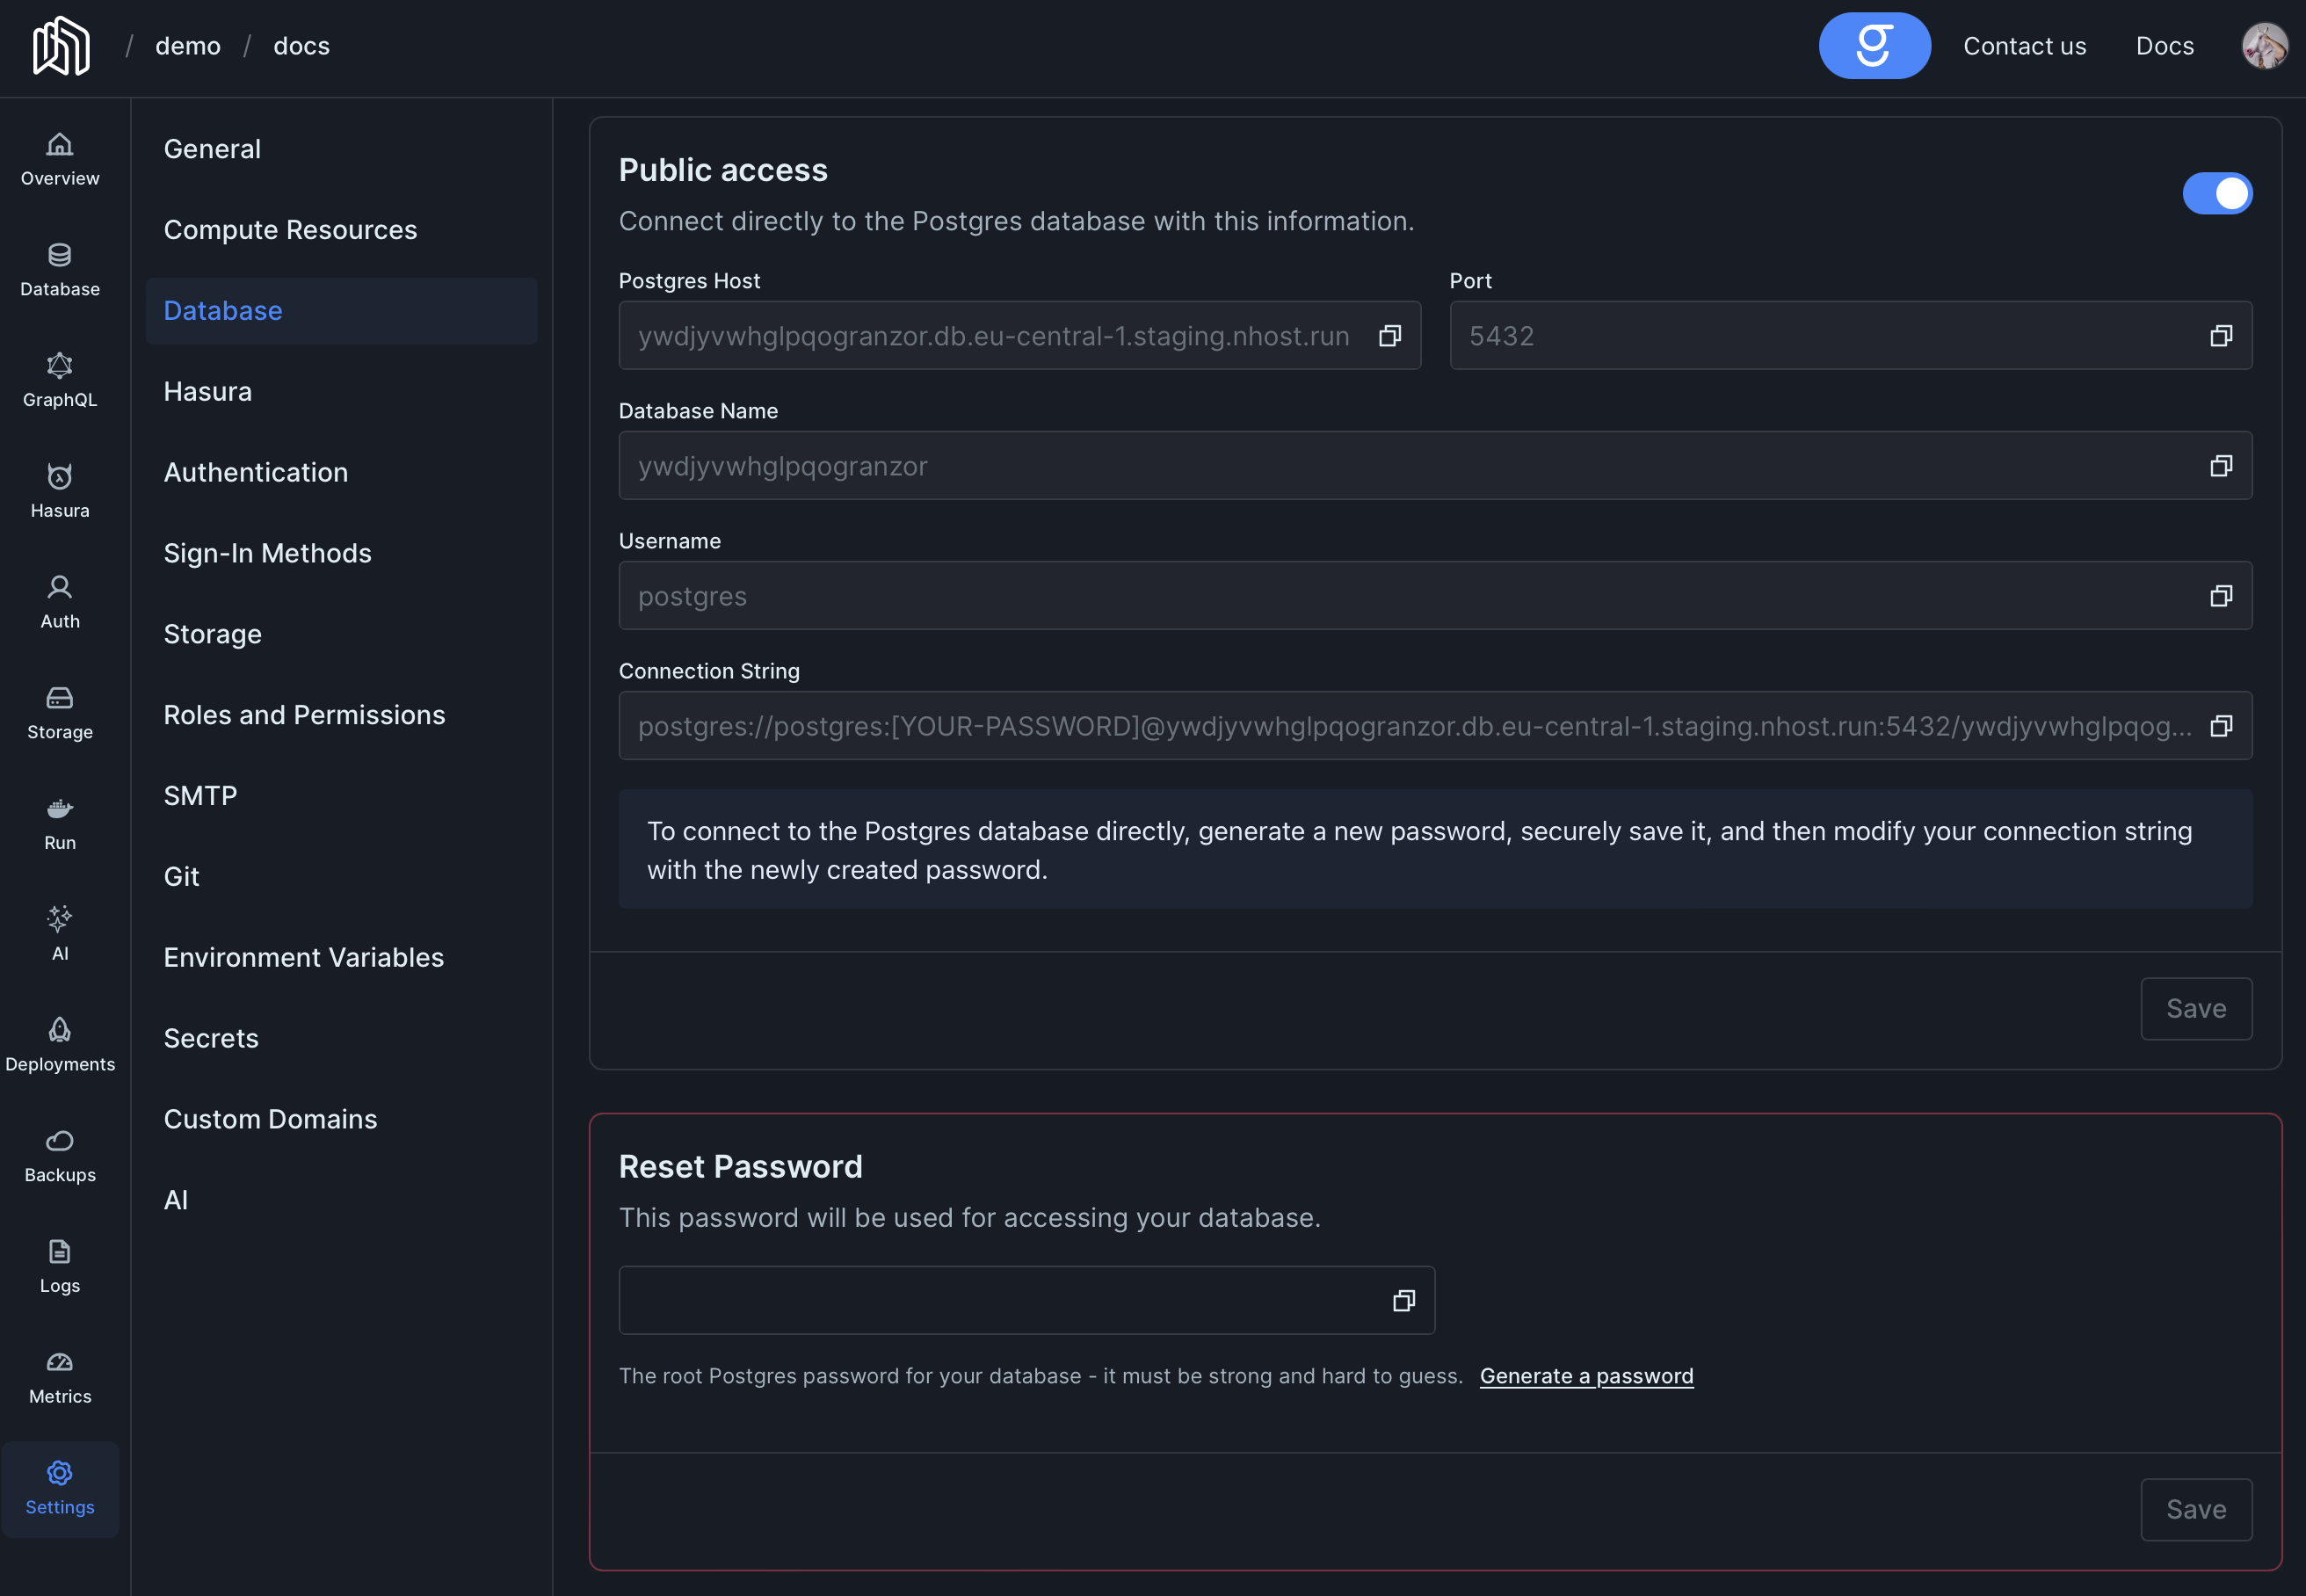 / demo / docs
Contact us
Docs
Overview
Database
GraphQL
Hasura
Auth
Storage
Run
AI
Deployments
Backups
Logs
Metrics
Settings
General
Compute Resources
Database
Hasura
Authentication
Sign-In Methods
Storage
Roles and Permissions
SMTP
Git
Environment Variables
Secrets
Custom Domains
AI
Public access
Connect directly to the Postgres database with this information.
Postgres Host
ywdjyvwhglpqogranzor.db.eu-central-1.staging.nhost.run
Port
5432
Database Name
ywdjyvwhglpqogranzor
Username
postgres
Connection String
postgres://postgres:[YOUR-PASSWORD]@ywdjyvwhglpqogranzor.db.eu-central-1.staging.nhost.run:5432/ywdjyvwhglpqog...
To connect to the Postgres database directly, generate a new password, securely save it, and then modify your connection string
with the newly created password.
Save
Reset Password
This password will be used for accessing your database.
The root Postgres password for your database - it must be strong and hard to guess. Generate a password
Save